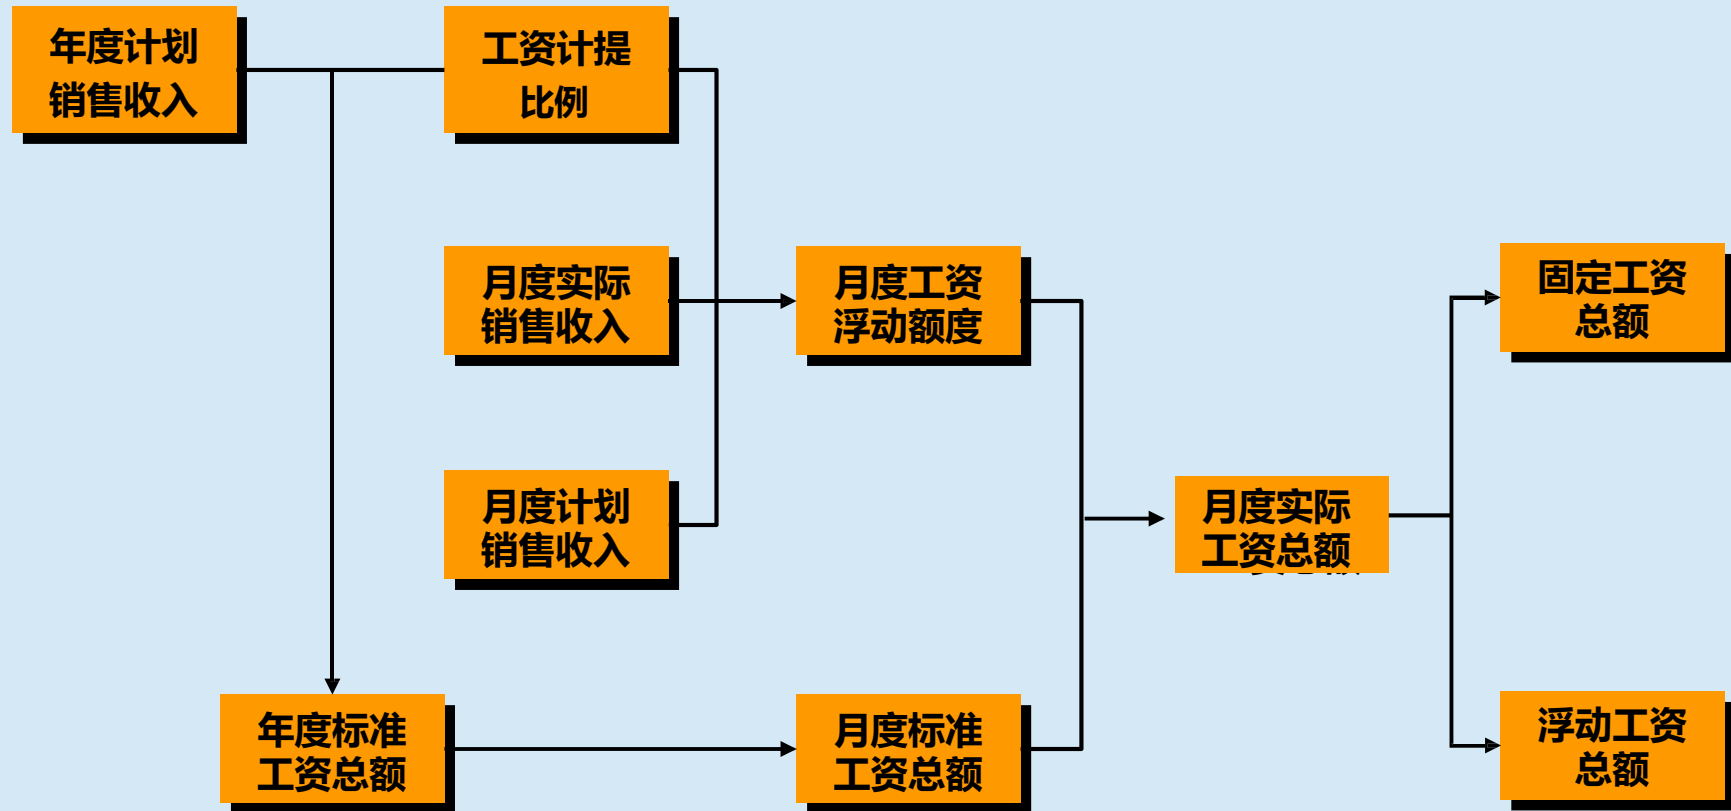 年度计划
销售收入
工资计提
比例
月度实际
销售收入
月度工资
浮动额度
固定工资
总额
月度计划
销售收入
月度实际
工资总额
年度标准
工资总额
月度标准
工资总额
浮动工资
总额